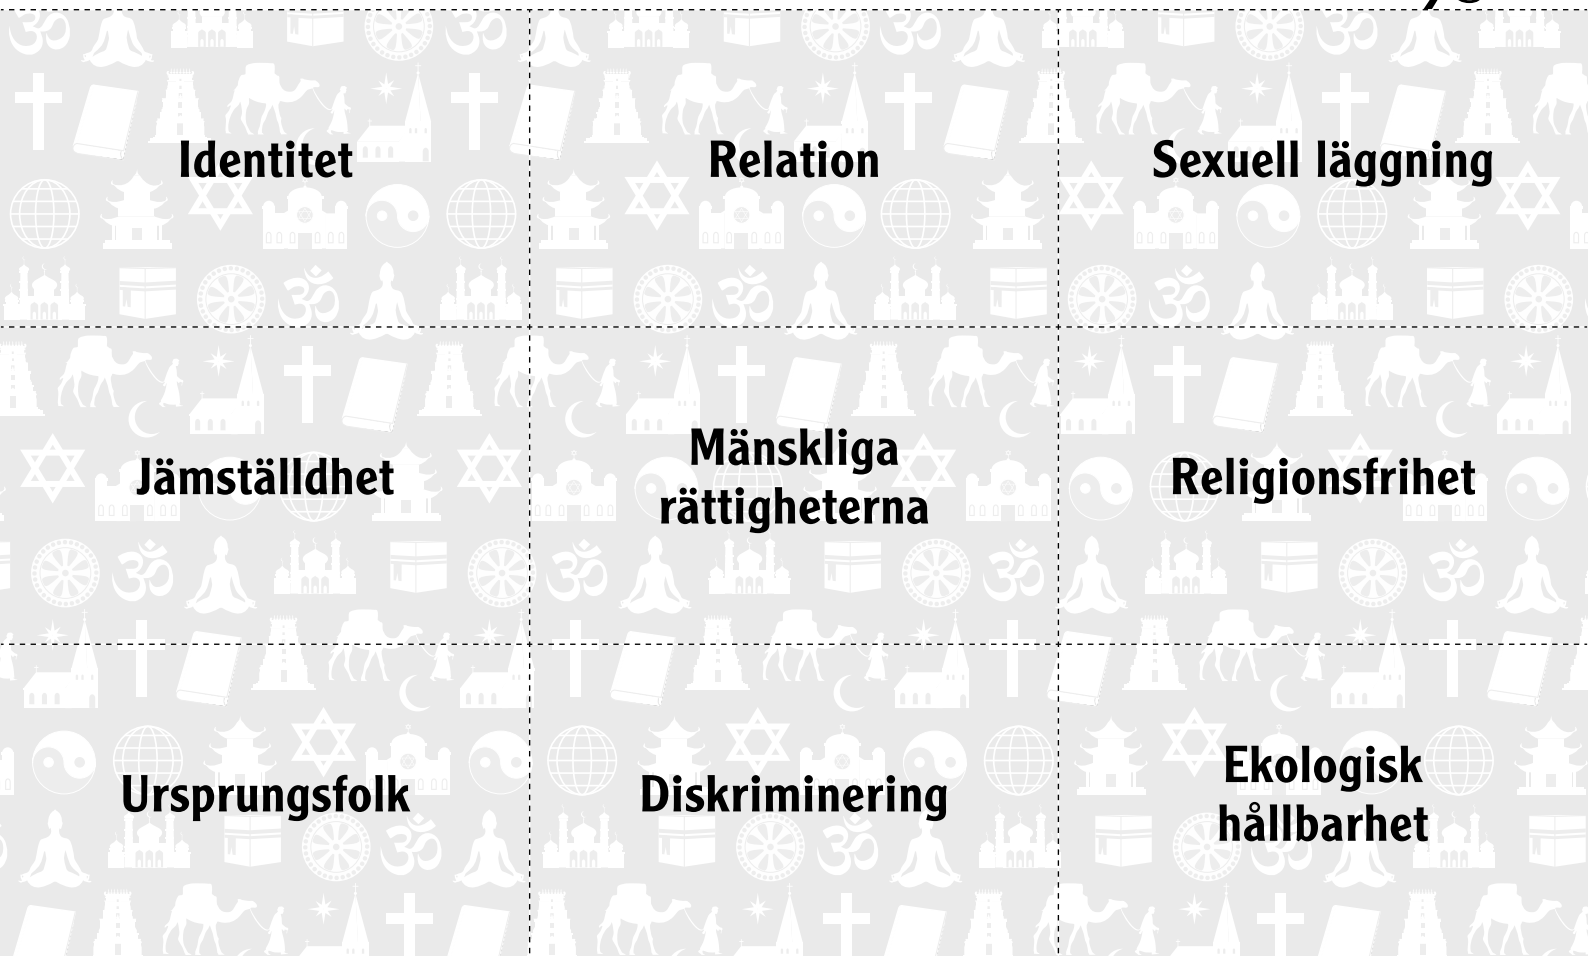 Identitet
Relation
Sexuell läggning
Jämställdhet
Mänskliga
rättigheterna
Religionsfrihet
Ursprungsfolk
Diskriminering
Ekologisk
hållbarhet